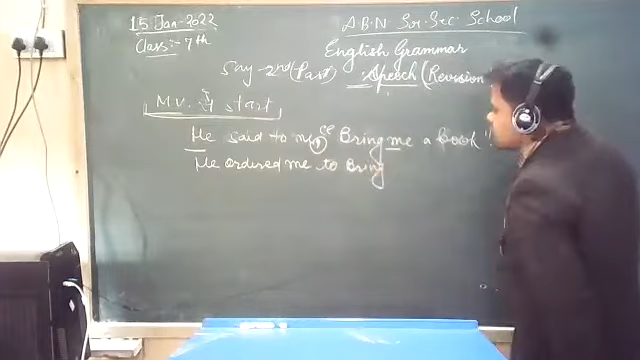 15 Jan-2022
A.B.N Sr. Sec. School
Class:- 7th
English Grammar
Say-2nd (Past) :Speech (Revision
MV. से start
He said to me, "Bring me a book"
He ordered me to Bring